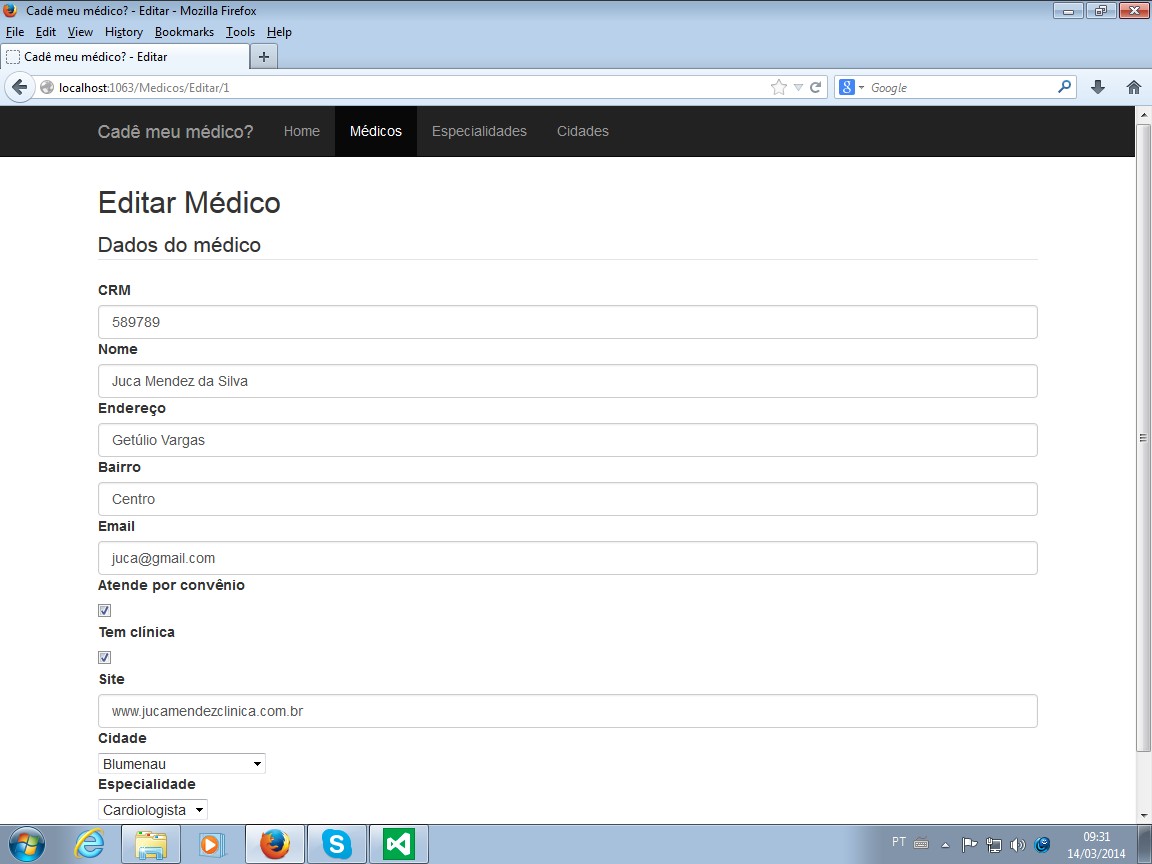 Cadê meu médico? - Editar - Mozilla Firefox
File Edit View History Bookmarks Tools Help
Cadê meu médico? - Editar
localhost:1063/Medicos/Editar/1
8 Google
Cadê meu médico? Home Médicos Especialidades Cidades
Editar Médico
Dados do médico
CRM
589789
Nome
Juca Mendez da Silva
Endereço
Getúlio Vargas
Bairro
Centro
Email
juca@gmail.com
Atende por convênio
Tem clínica
Site
www.jucamendezclinica.com.br
Cidade
Blumenau
Especialidade
Cardiologista
PT 09:31
14/03/2014